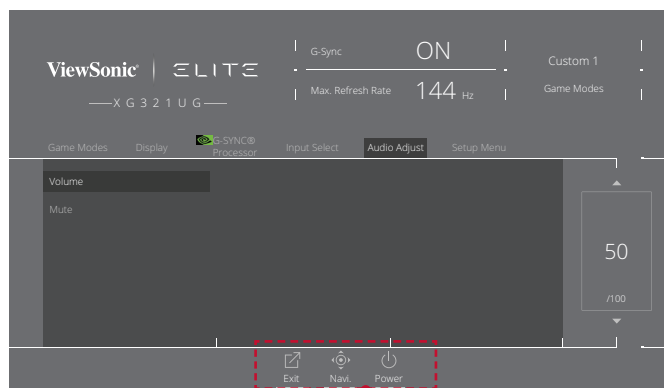 ViewSonic® ELITE
XG321UG
G-Sync ON
Max. Refresh Rate 144 Hz
Custom 1
Game Modes
Game Modes Display G-SYNC® Processor Input Select Audio Adjust Setup Menu
Volume
Mute
50
/100
Exit Navi. Power